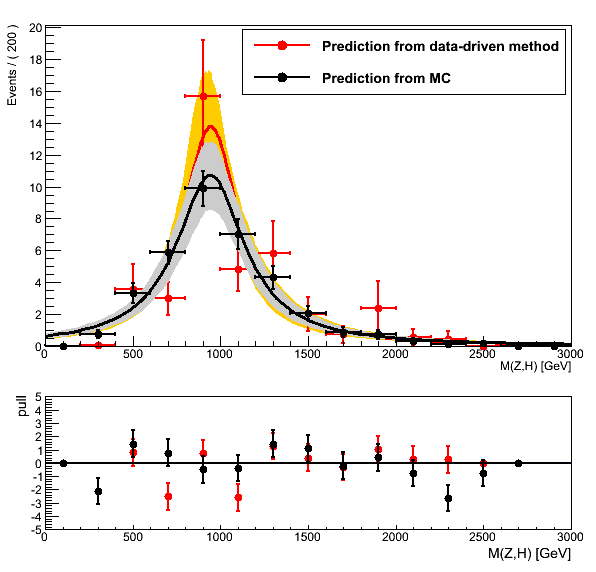 Events / ( 200 )
20
18
16
14
12
10
8
6
4
2
0
Prediction from data-driven method
Prediction from MC
500 1000 1500 2000 2500 3000
M(Z,H) [GeV]
pull
5
4
3
2
1
0
-1
-2
-3
-4
-5
500 1000 1500 2000 2500 3000
M(Z,H) [GeV]